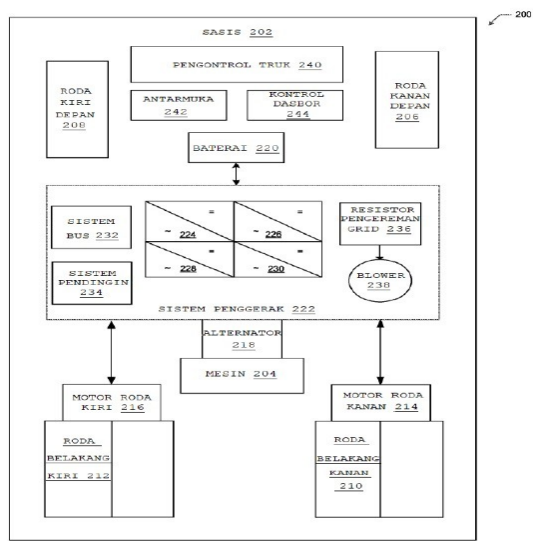 200
SASIS 202
PENGONTROL TRUK 240
RODA
KIRI
DEPAN
208
RODA
KANAN
DEPAN
206
ANTARMUKA
242
KONTROL
DASBOR
244
BATERAI 220
SISTEM
BUS 232
SISTEM
PENDINGIN
234
= =
~ 224 ~ 226
= =
~ 228 ~ 230
RESISTOR
PENGEREMAN
GRID 236
BLOWER
238
SISTEM PENGGERAK 222
ALTERNATOR
218
MESIN 204
MOTOR RODA
KIRI 216
MOTOR RODA
KANAN 214
RODA
BELAKANG
KIRI 212
RODA
BELAKANG
KANAN
210